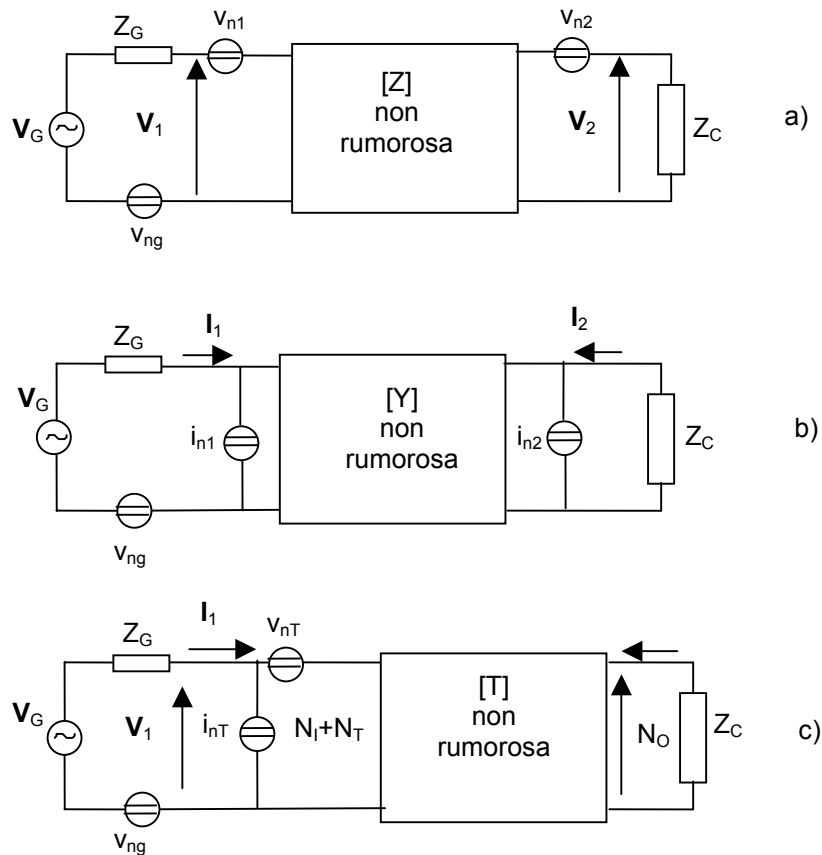 v_n1
v_n2
Z_G
[Z]
non
rumorosa
V_G
V_1
V_2
Z_C
a)
v_ng
I_1
I_2
Z_G
[Y]
non
rumorosa
V_G
i_n1
i_n2
Z_C
b)
v_ng
I_1
v_nT
Z_G
[T]
non
rumorosa
V_G
V_1
i_nT
N_I+N_T
N_O
Z_C
c)
v_ng